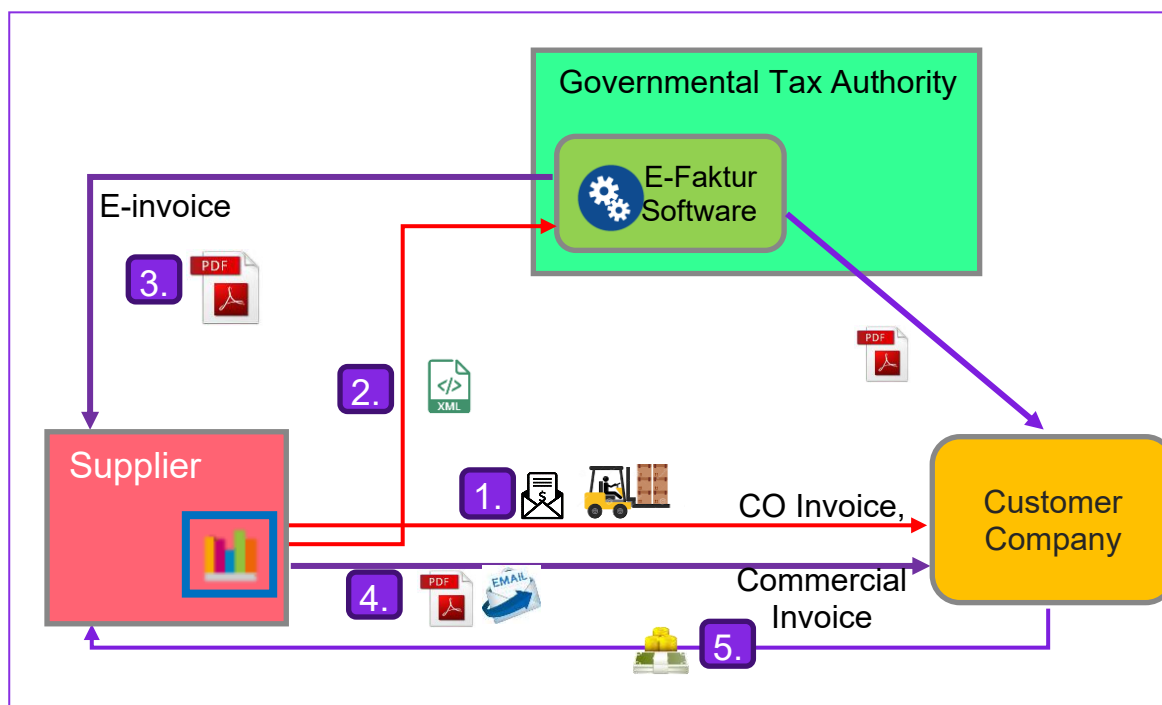 Governmental Tax Authority
E-Faktur
Software
E-invoice
3.
PDF
PDF
2.
XML
Supplier
1.
$
CO Invoice,
Customer
Company
4.
PDF
EMAIL
Commercial
Invoice
5.